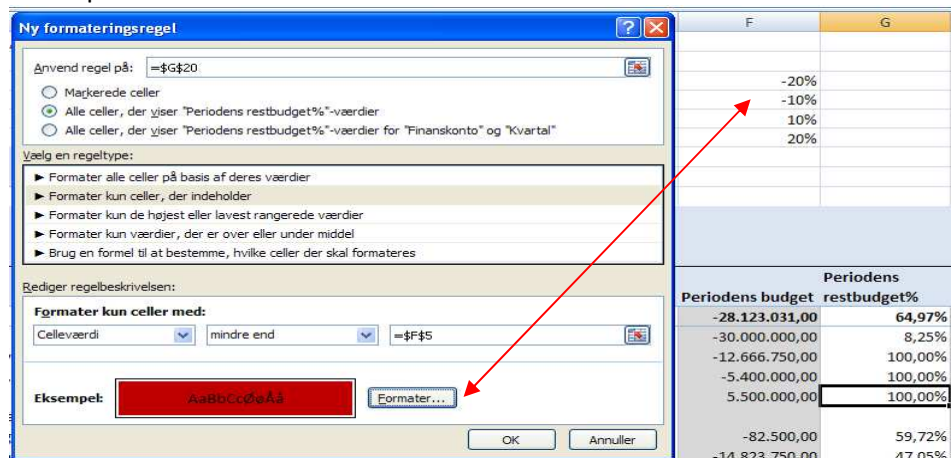 Ny formateringsregel
Anvend regel på: =$G$20
Markerede celler
Alle celler, der viser "Periodens restbudget%"-værdier
Alle celler, der viser "Periodens restbudget%"-værdier for "Finanskonto" og "Kvartal"
Vælg en regeltype:
► Formater alle celler på basis af deres værdier
► Formater kun celler, der indeholder
► Formater kun de højest eller lavest rangerede værdier
► Formater kun værdier, der er over eller under middel
► Brug en formel til at bestemme, hvilke celler der skal formateres
Rediger regelbeskrivelsen:
Formater kun celler med:
Celleværdi mindre end =$F$5
Eksempel: AaBbCcØøÅå Formater...
OK Annuller
F G
-20%
-10%
10%
20%
Periodens
Periodens budget restbudget%
-28.123.031,00 64,97%
-30.000.000,00 8,25%
-12.666.750,00 100,00%
-5.400.000,00 100,00%
5.500.000,00 100,00%
-82.500,00 59,72%
-14.823.750,00 47,05%